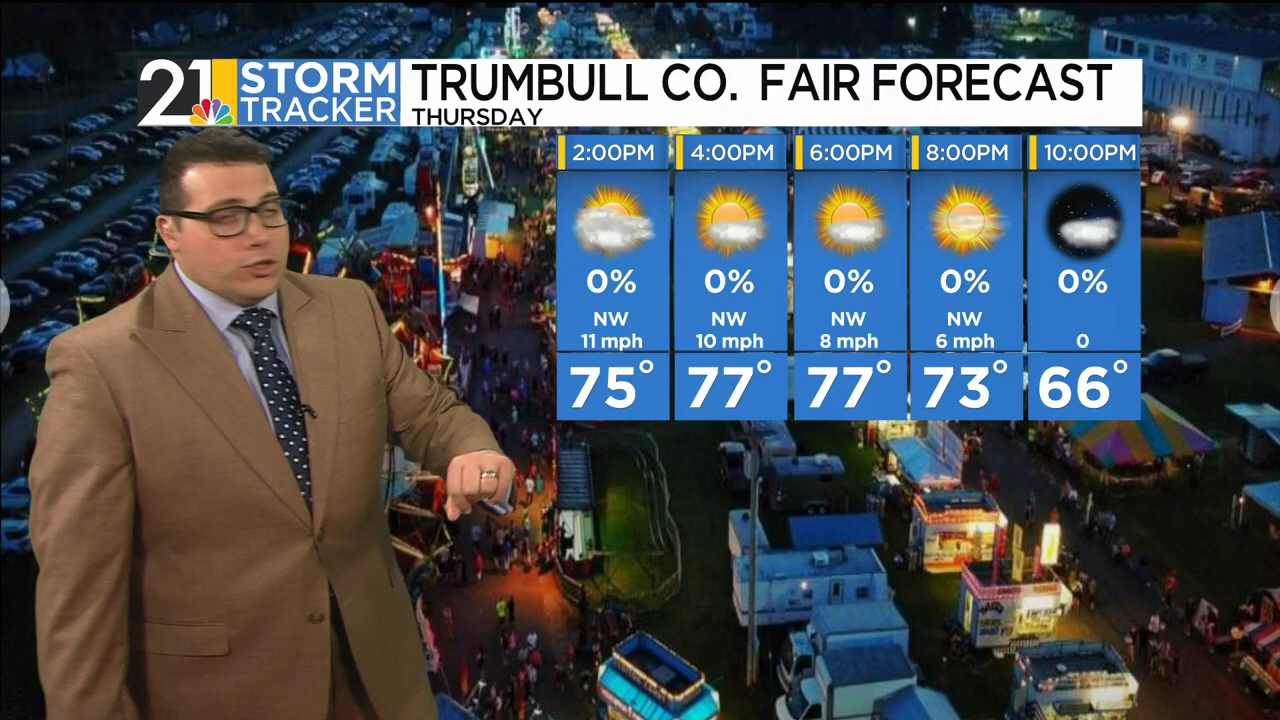 21 STORM TRACKER
TRUMBULL CO. FAIR FORECAST
THURSDAY
2:00PM 4:00PM 6:00PM 8:00PM 10:00PM
0% 0% 0% 0% 0%
NW NW NW NW
11 mph 10 mph 8 mph 6 mph 0
75° 77° 77° 73° 66°